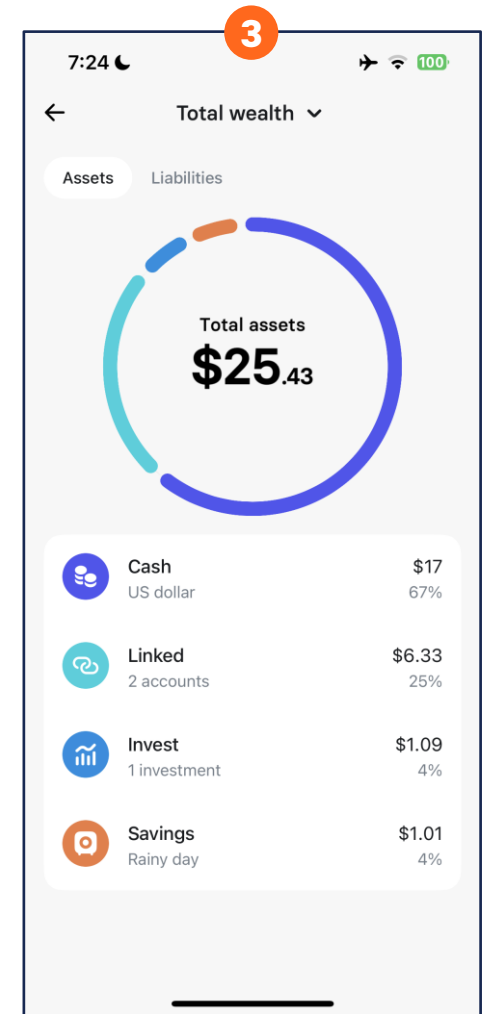 3
7:24
100
Total wealth
Assets Liabilities
Total assets
$25.43
Cash $17
US dollar 67%
Linked $6.33
2 accounts 25%
Invest $1.09
1 investment 4%
Savings $1.01
Rainy day 4%